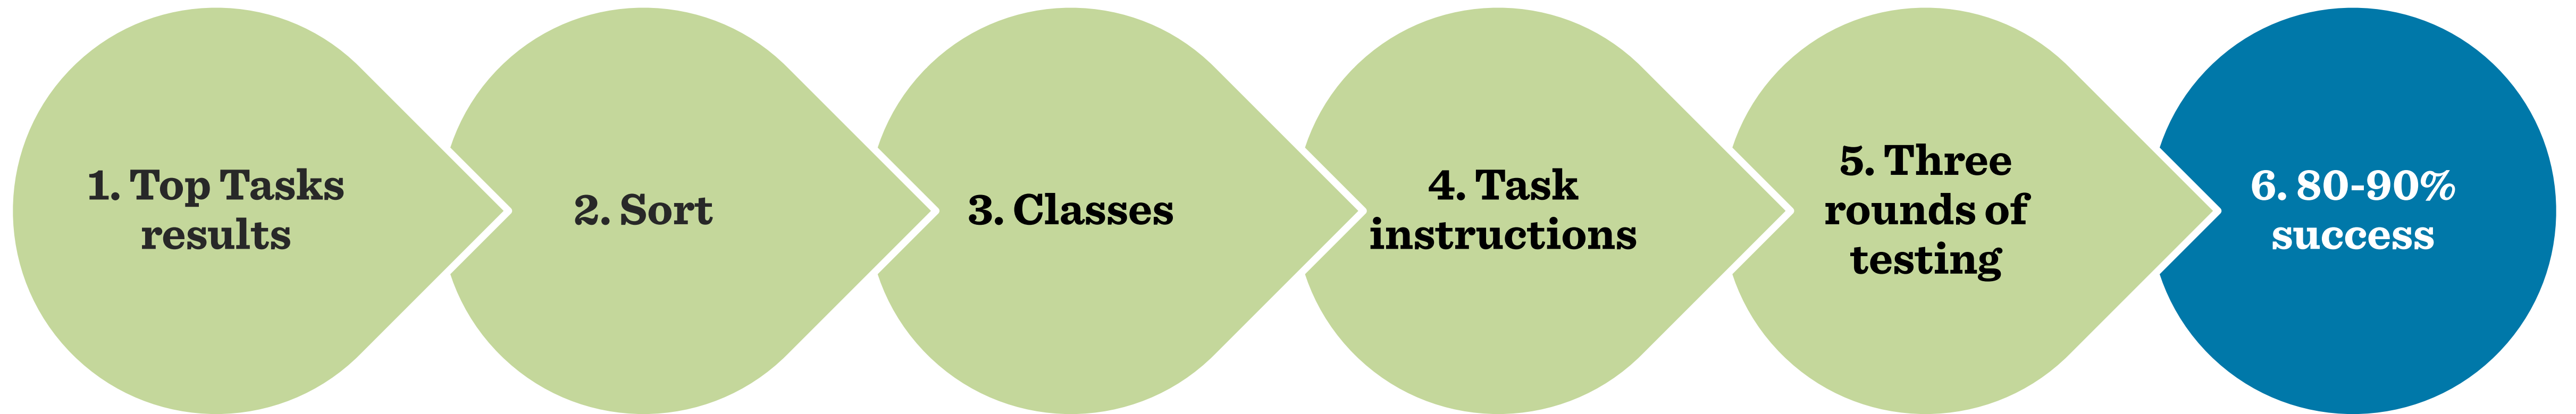 1. Top Tasks
results
2. Sort
3. Classes
4. Task
instructions
5. Three
rounds of
testing
6. 80-90%
success